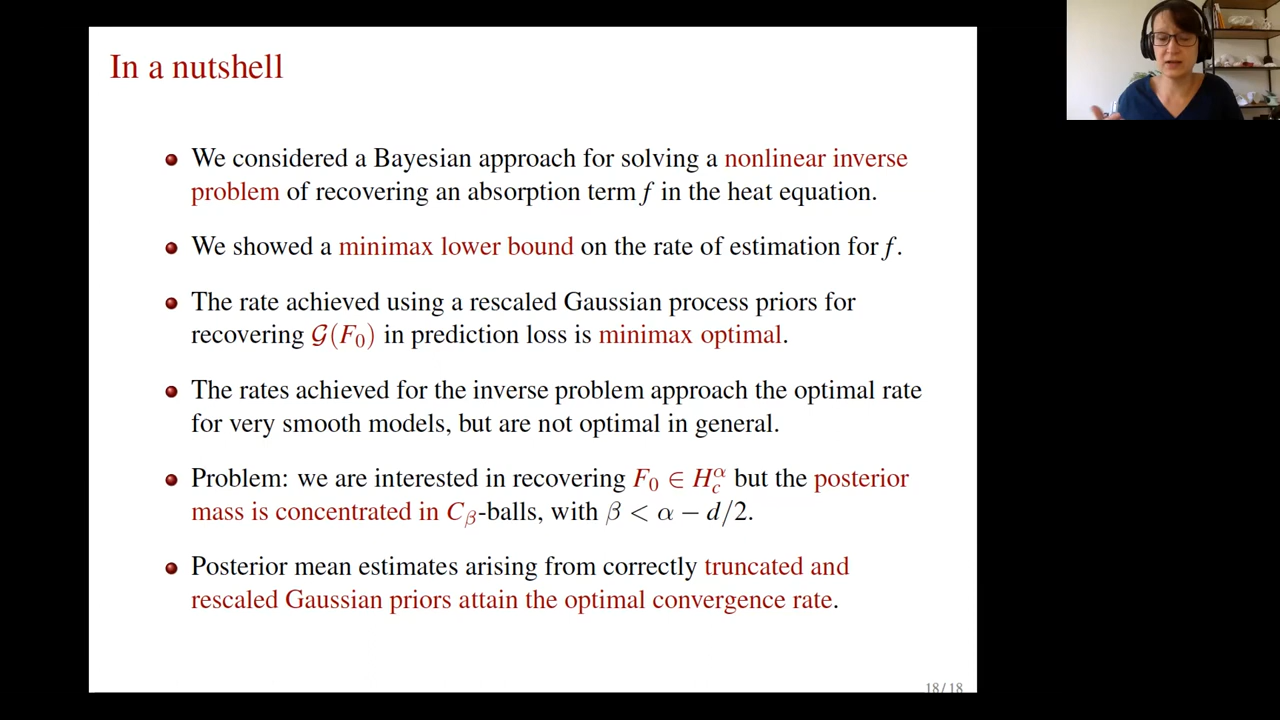 In a nutshell
We considered a Bayesian approach for solving a nonlinear inverse
problem of recovering an absorption term f in the heat equation.
We showed a minimax lower bound on the rate of estimation for f.
The rate achieved using a rescaled Gaussian process priors for
recovering 𝒢(F₀) in prediction loss is minimax optimal.
The rates achieved for the inverse problem approach the optimal rate
for very smooth models, but are not optimal in general.
Problem: we are interested in recovering F₀ ∈ H_c^α but the posterior
mass is concentrated in C_β-balls, with β < α − d/2.
Posterior mean estimates arising from correctly truncated and
rescaled Gaussian priors attain the optimal convergence rate.
18/18